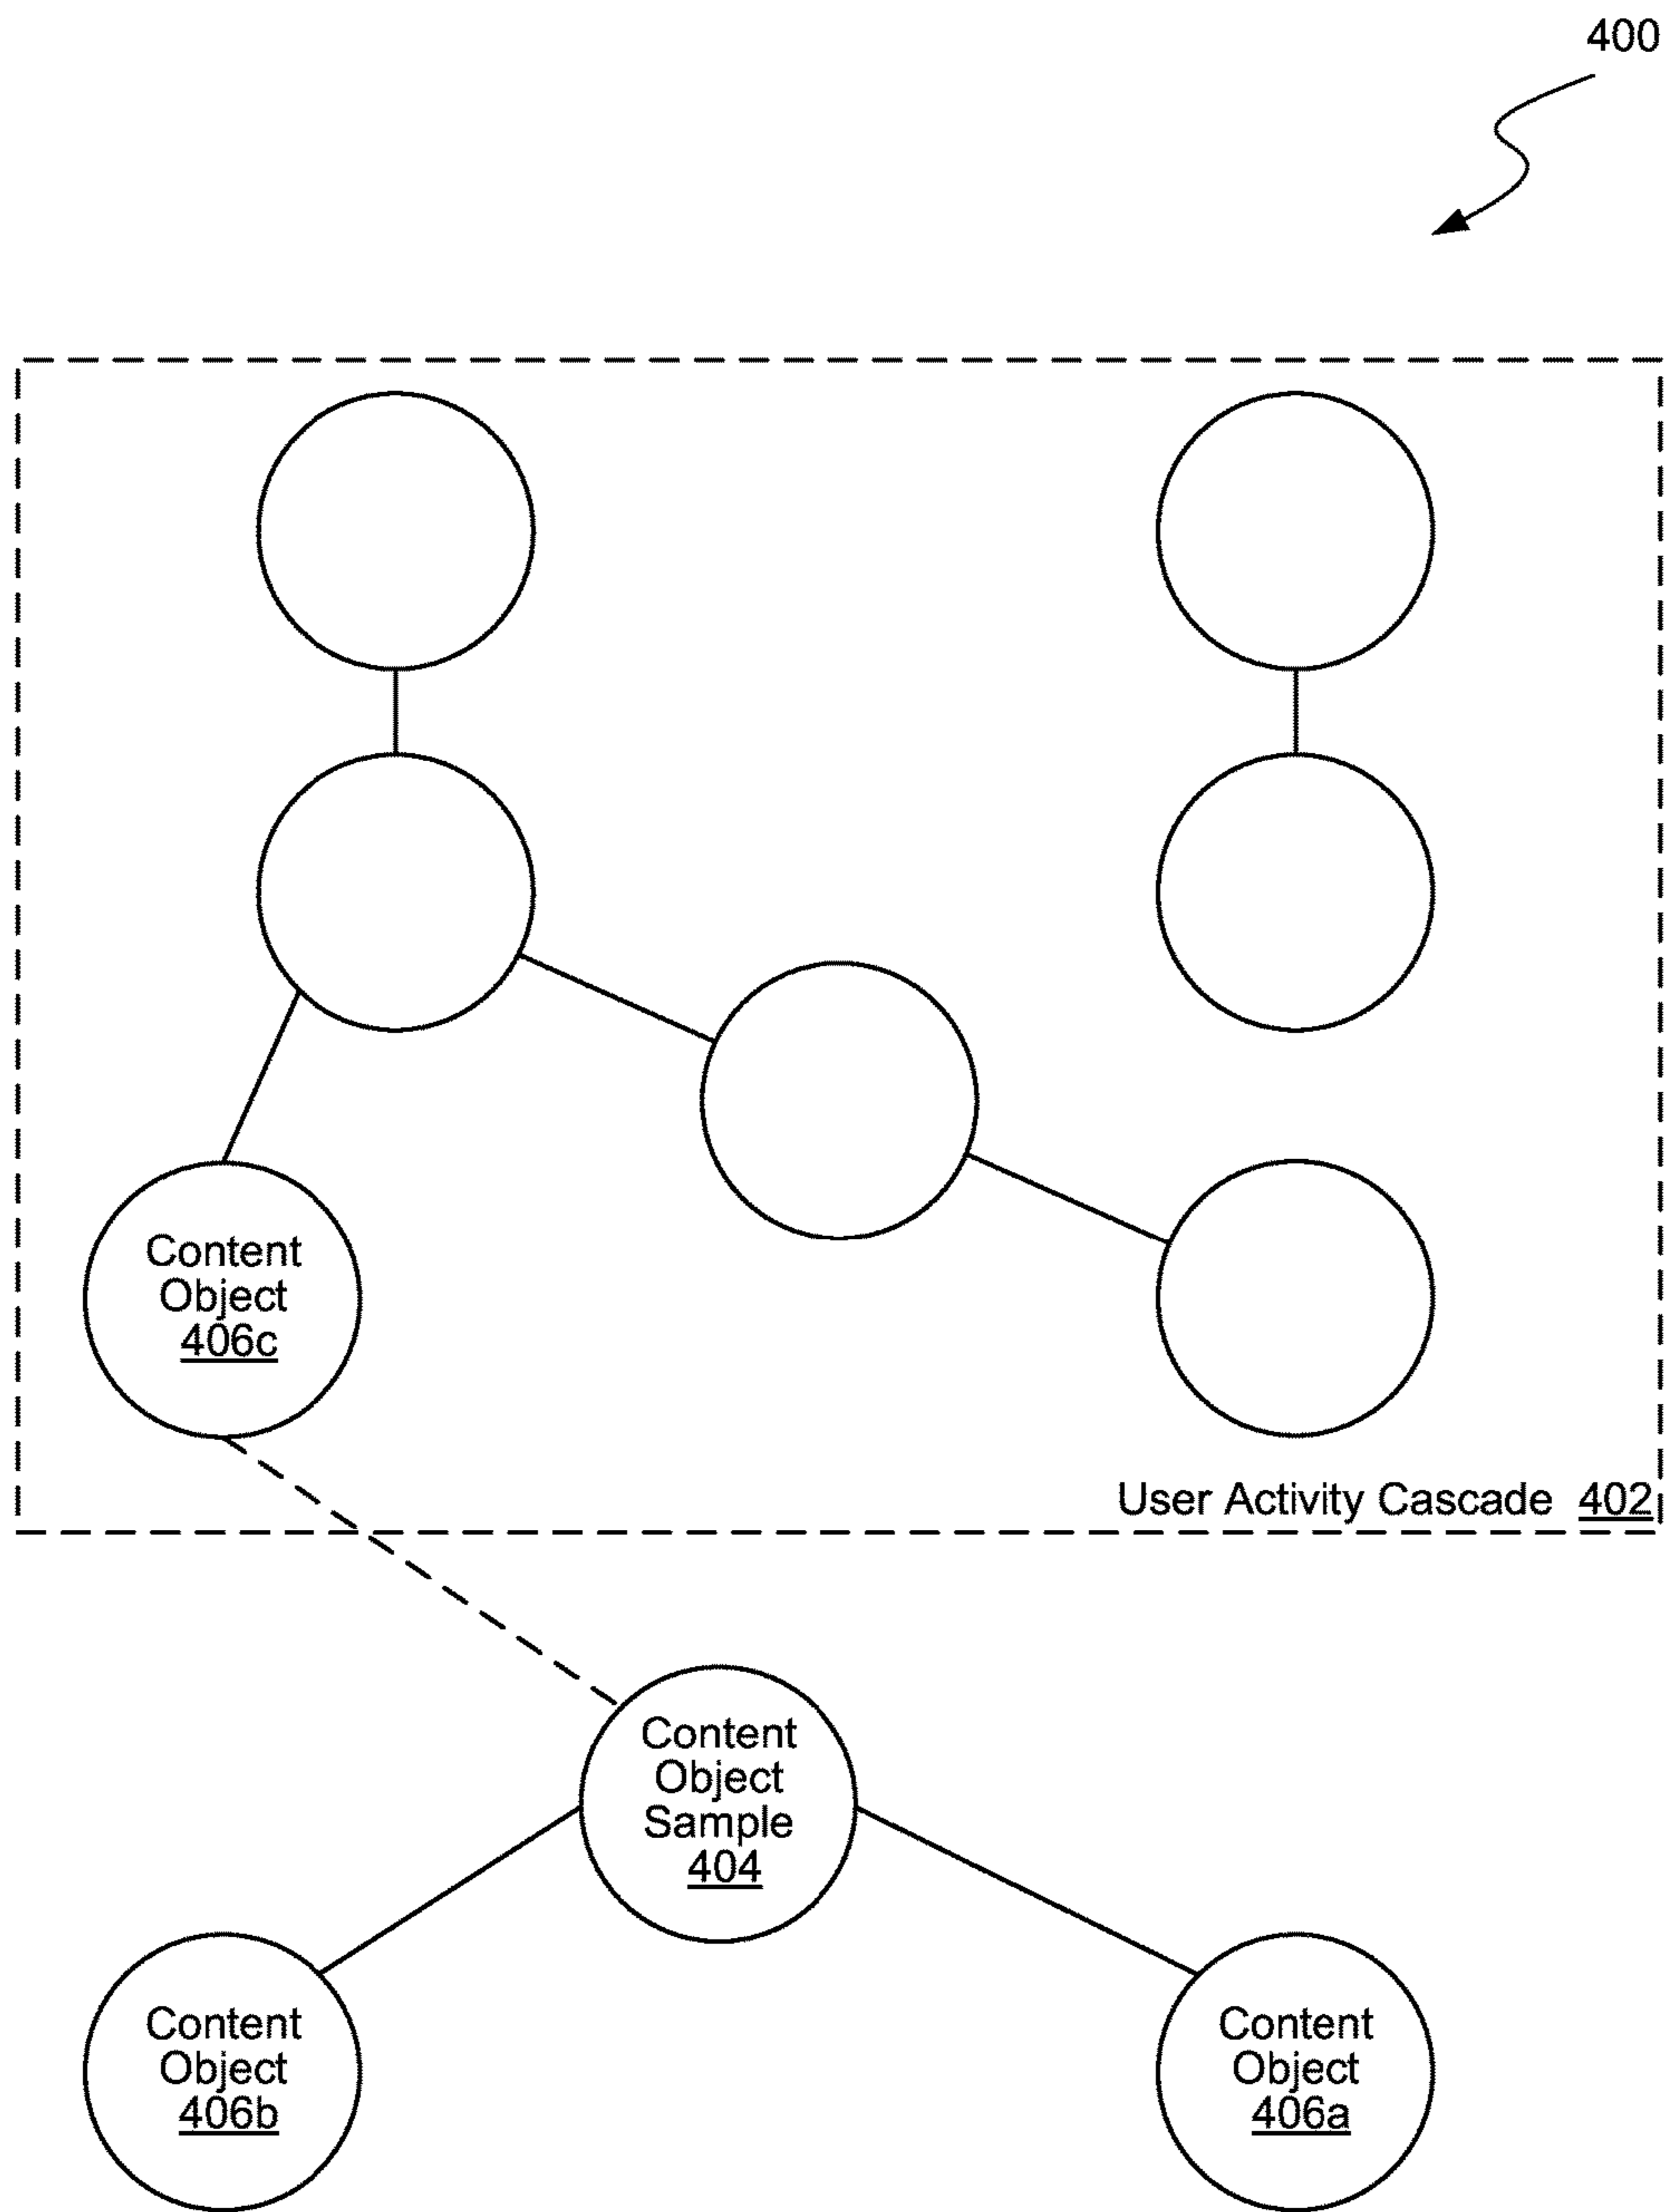 400
Content
Object
406c
User Activity Cascade 402
Content
Object
Sample
404
Content
Object
406b
Content
Object
406a